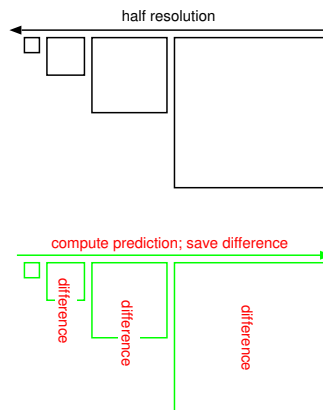 half resolution
compute prediction; save difference
difference
difference
difference